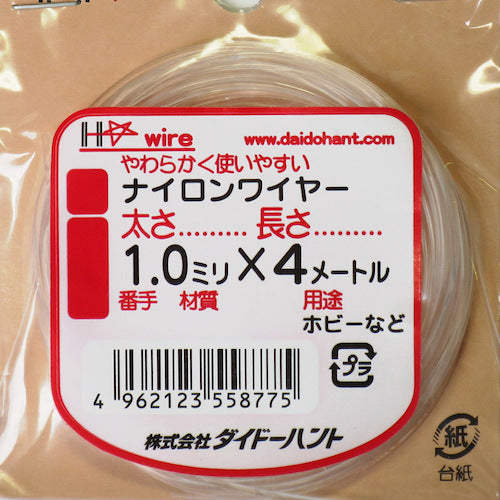 H☆ wire www.daidohant.com
やわらかく使いやすい
ナイロンワイヤー
太さ......... 長さ.........
1.0ミリ×4メートル
番手 材質 用途
ホビーなど
プラ
4 962123 558775
紙
台紙
株式会社ダイドーハント